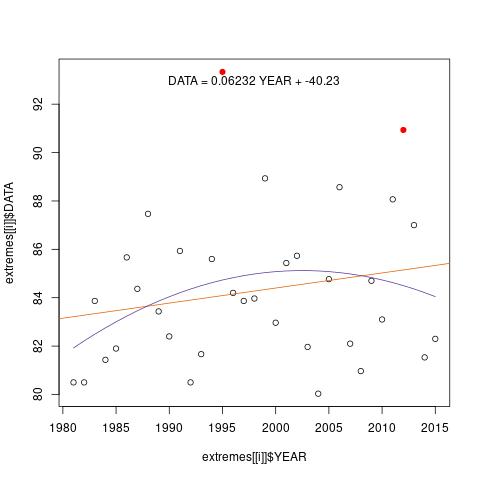 DATA = 0.06232 YEAR + -40.23
extremes[[i]]$DATA
92
90
88
86
84
82
80
1980 1985 1990 1995 2000 2005 2010 2015
extremes[[i]]$YEAR